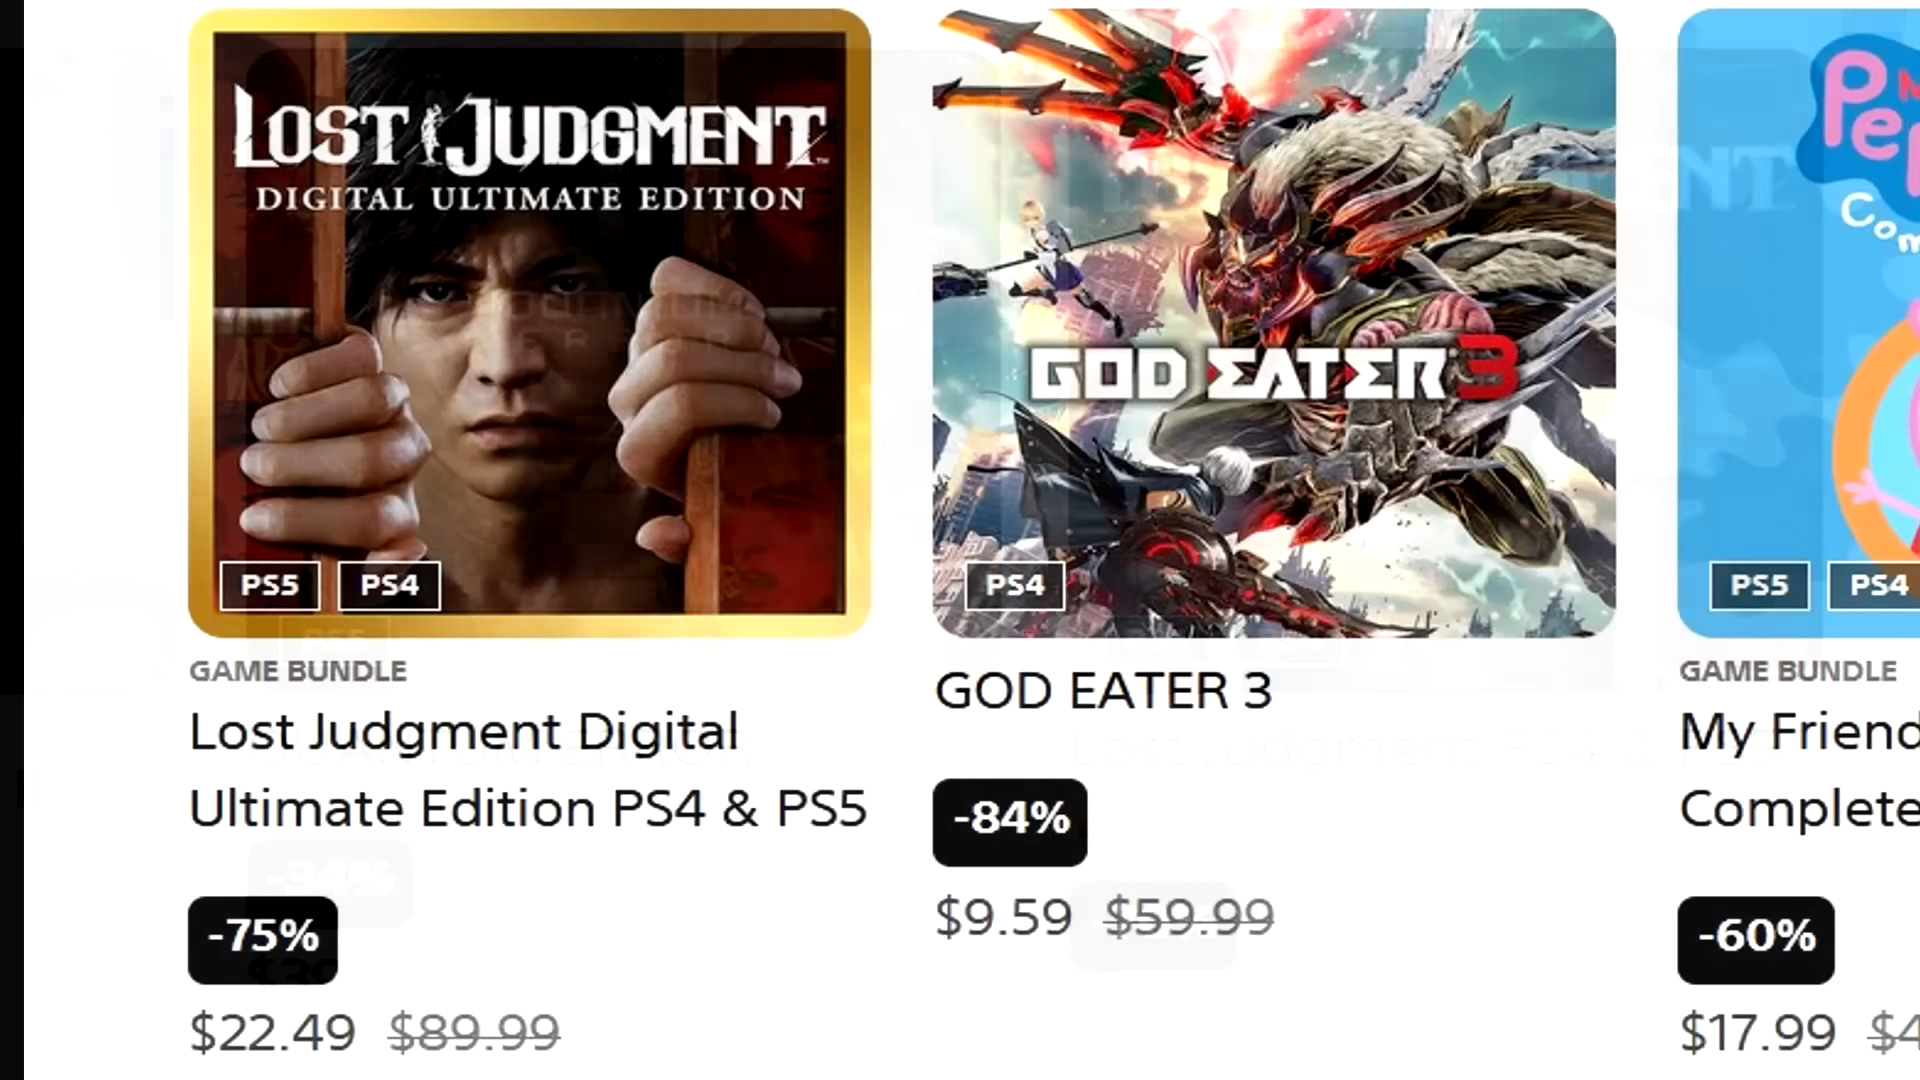 LOST JUDGMENT
DIGITAL ULTIMATE EDITION
PS5 PS4
GAME BUNDLE
Lost Judgment Digital
Ultimate Edition PS4 & PS5
-75%
$22.49 $89.99
GOD EATER 3
PS4
GOD EATER 3
-84%
$9.59 $59.99
Com
PS5 PS4
GAME BUNDLE
My Friend
Complete
-60%
$17.99 $4